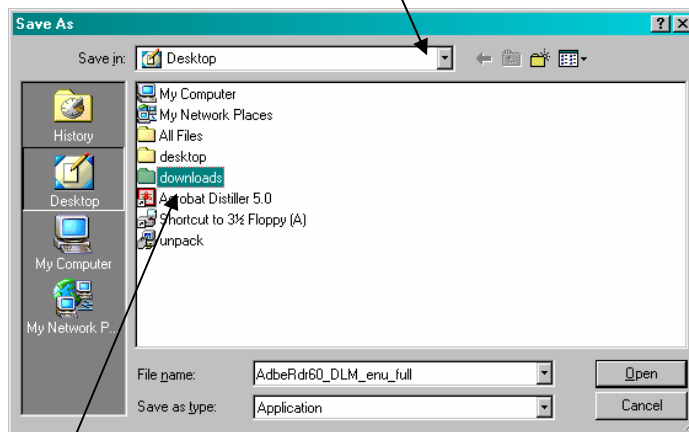 Save As
Save in: Desktop
History
Desktop
My Computer
My Network P...
My Computer
My Network Places
All Files
desktop
downloads
Acrobat Distiller 5.0
Shortcut to 3½ Floppy (A)
unpack
File name: AdbeRdr60_DLM_enu_full Open
Save as type: Application Cancel